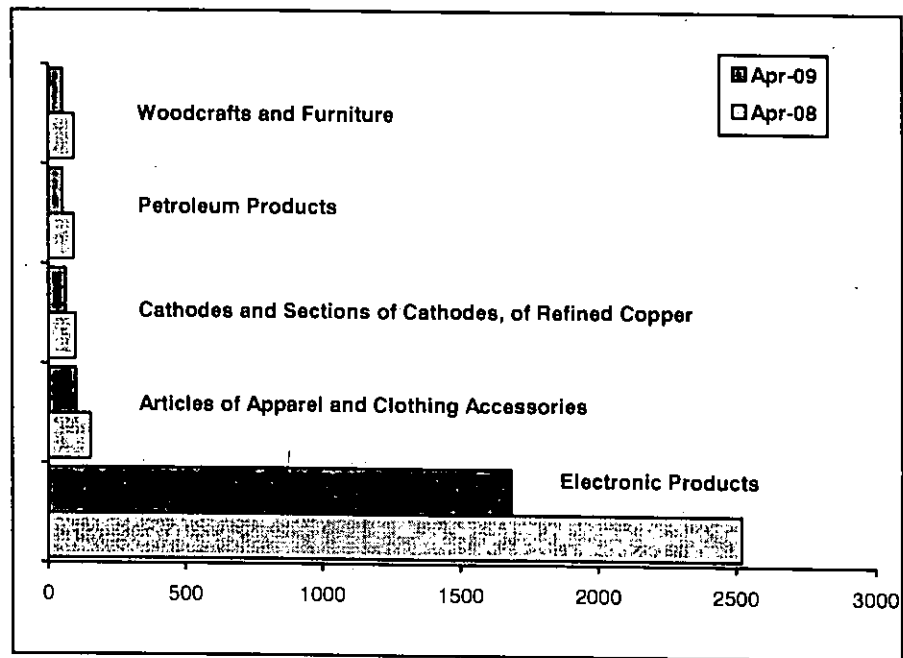 Apr-09
Apr-08
Woodcrafts and Furniture
Petroleum Products
Cathodes and Sections of Cathodes, of Refined Copper
Articles of Apparel and Clothing Accessories
Electronic Products
0 500 1000 1500 2000 2500 3000